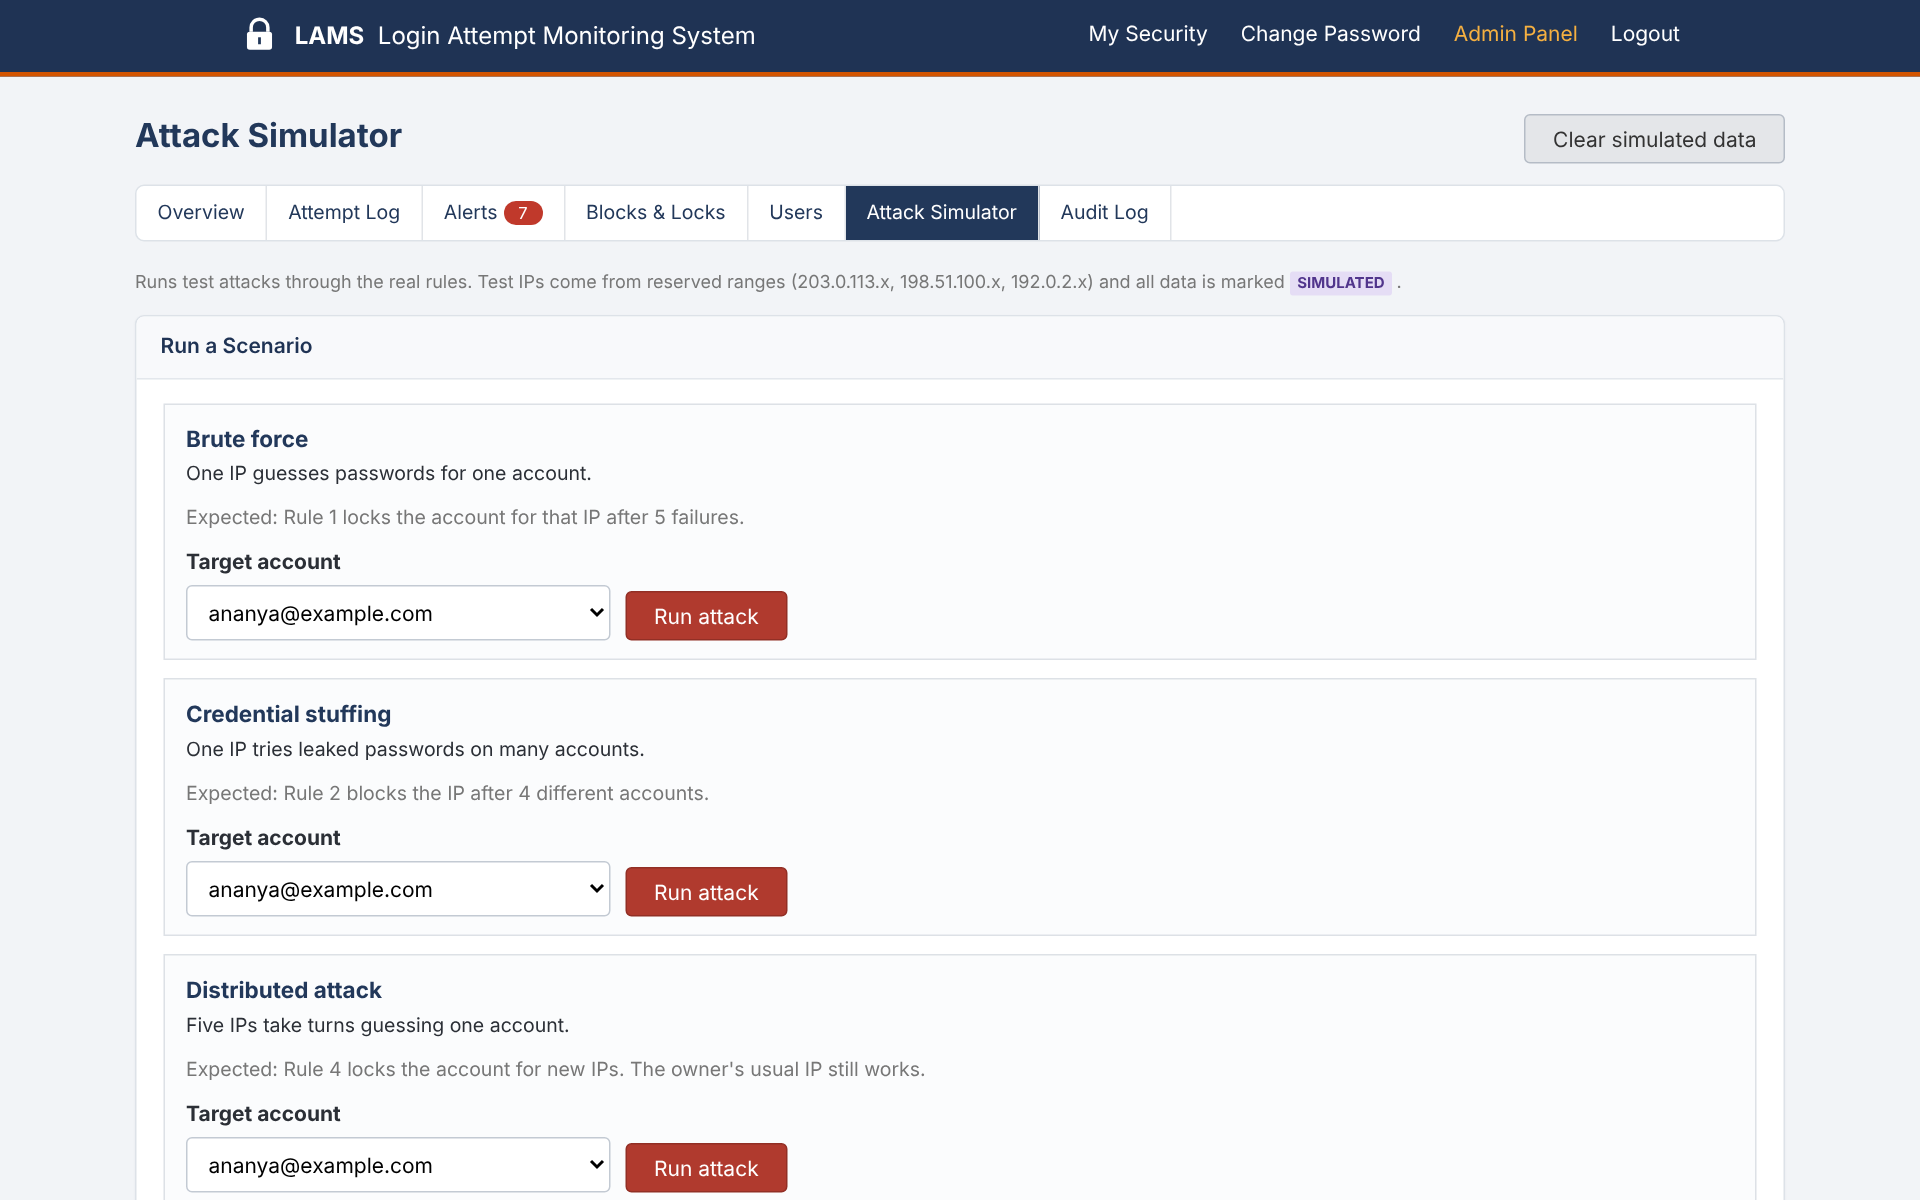 LAMS Login Attempt Monitoring System
My Security Change Password Admin Panel Logout
Attack Simulator
Clear simulated data
Overview Attempt Log Alerts 7 Blocks & Locks Users Attack Simulator Audit Log
Runs test attacks through the real rules. Test IPs come from reserved ranges (203.0.113.x, 198.51.100.x, 192.0.2.x) and all data is marked SIMULATED .
Run a Scenario
Brute force
One IP guesses passwords for one account.
Expected: Rule 1 locks the account for that IP after 5 failures.
Target account
ananya@example.com Run attack
Credential stuffing
One IP tries leaked passwords on many accounts.
Expected: Rule 2 blocks the IP after 4 different accounts.
Target account
ananya@example.com Run attack
Distributed attack
Five IPs take turns guessing one account.
Expected: Rule 4 locks the account for new IPs. The owner's usual IP still works.
Target account
ananya@example.com Run attack